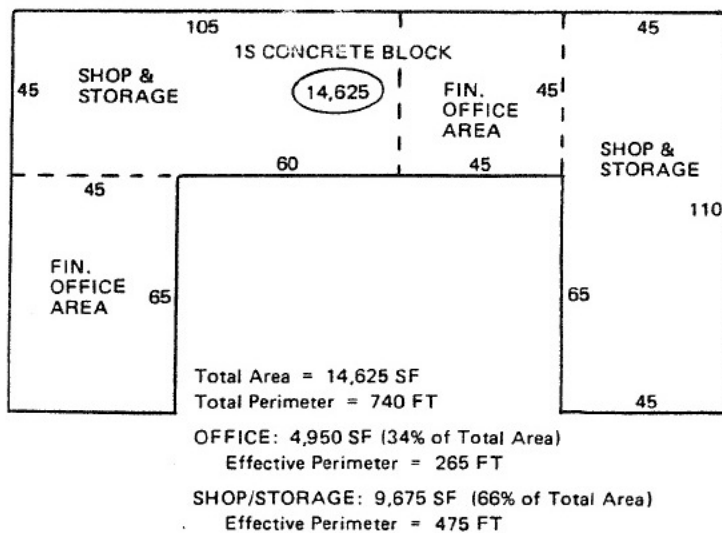 105
45
1S CONCRETE BLOCK
45
SHOP &
STORAGE
14,625
FIN.
OFFICE
AREA
45
SHOP &
STORAGE
60
45
45
110
FIN.
OFFICE
AREA
65
65
Total Area = 14,625 SF
Total Perimeter = 740 FT
45
OFFICE: 4,950 SF (34% of Total Area)
Effective Perimeter = 265 FT
SHOP/STORAGE: 9,675 SF (66% of Total Area)
Effective Perimeter = 475 FT